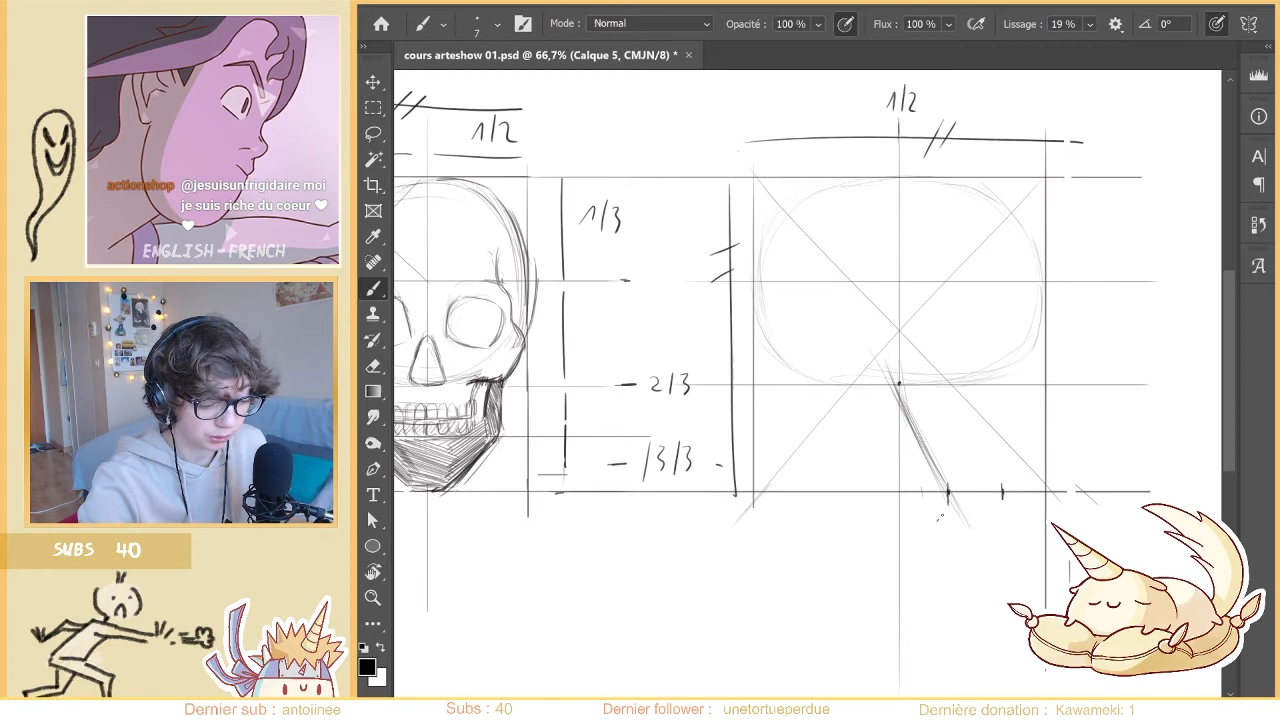 Mode : Normal Opacité : 100 % Flux : 100 % Lissage : 19 % 0°
7
cours arteshow 01.psd @ 66,7% (Calque 5, CMJN/8) * ×
1/2
1/2
1/3
2/3
3/3
actionshop @jesuisunfrigidaire moi
je suis riche du coeur
ENGLISH-FRENCH
SUBS 40
Dernier sub : antoiinee
Subs : 40
Dernier follower : unetortueperdue
Dernière donation : Kawameki: 1